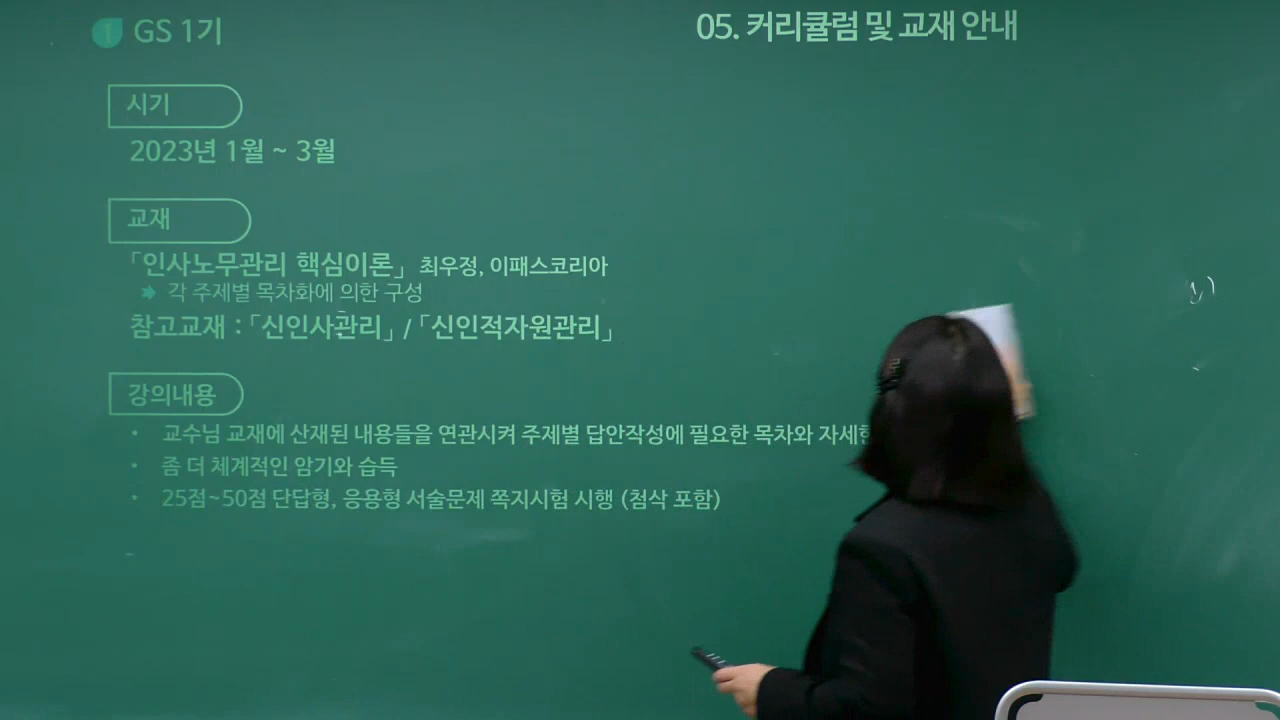 GS 1기
05. 커리큘럼 및 교재 안내
시기
2023년 1월 ~ 3월
교재
「인사노무관리 핵심이론」 최우정, 이패스코리아
각 주제별 목차화에 의한 구성
참고교재 : 「신인사관리」 / 「신인적자원관리」
강의내용
• 교수님 교재에 산재된 내용들을 연관시켜 주제별 답안작성에 필요한 목차와
• 좀 더 체계적인 암기와 습득
• 25점~50점 단답형, 응용형 서술문제 쪽지시험 시행 (첨삭 포함)